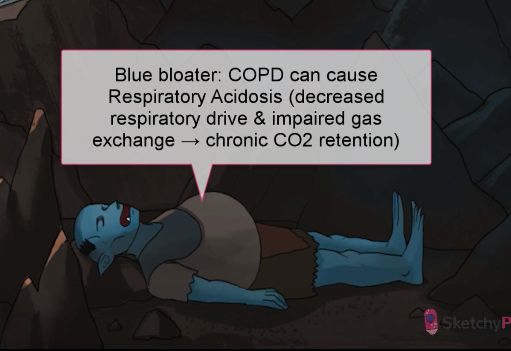 Blue bloater: COPD can cause
Respiratory Acidosis (decreased
respiratory drive & impaired gas
exchange → chronic CO2 retention)
SketchyP